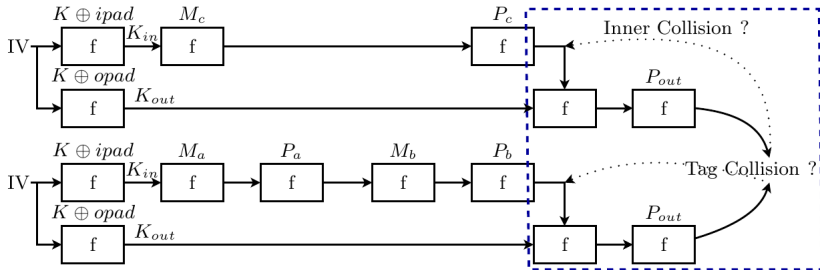 K ⊕ ipad M_c P_c Inner Collision ?
IV f K_in f f
K ⊕ opad K_out P_out
f f f
K ⊕ ipad M_a P_a M_b P_b
IV f K_in f f f f Tag Collision ?
K ⊕ opad K_out P_out
f f f